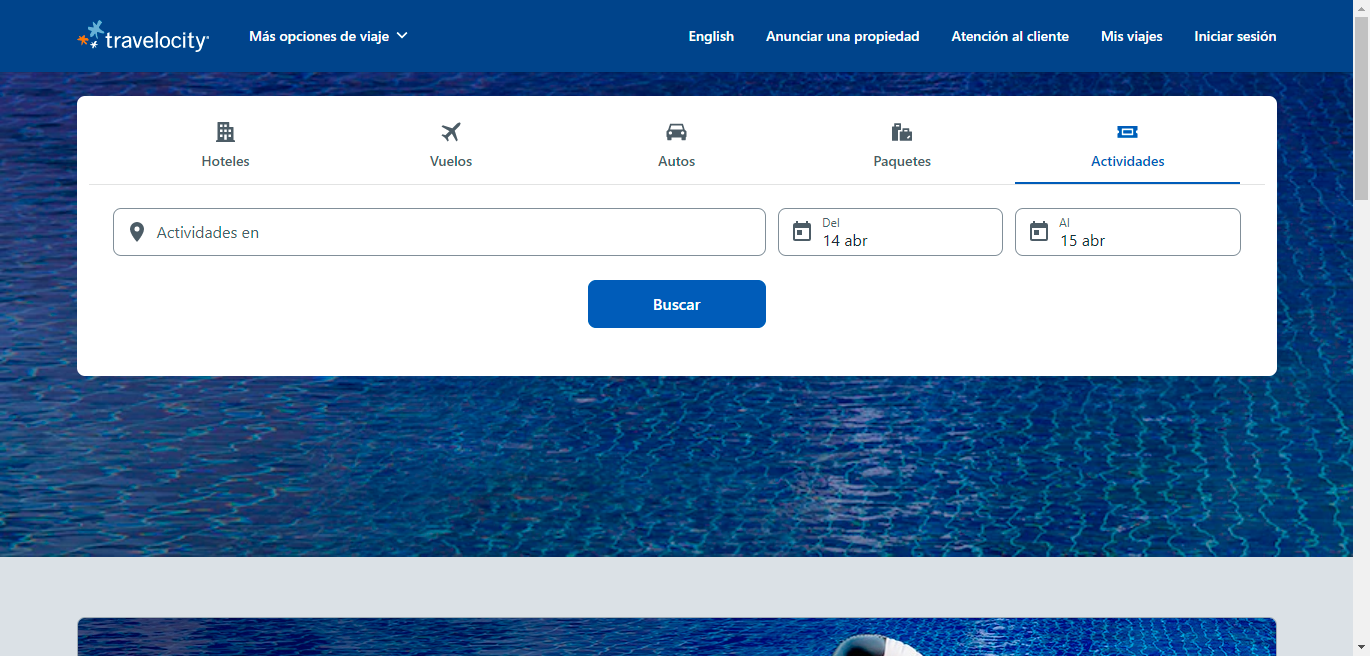 travelocity
Más opciones de viaje
English
Anunciar una propiedad
Atención al cliente
Mis viajes
Iniciar sesión
Hoteles
Vuelos
Autos
Paquetes
Actividades
Actividades en
Del
14 abr
Al
15 abr
Buscar